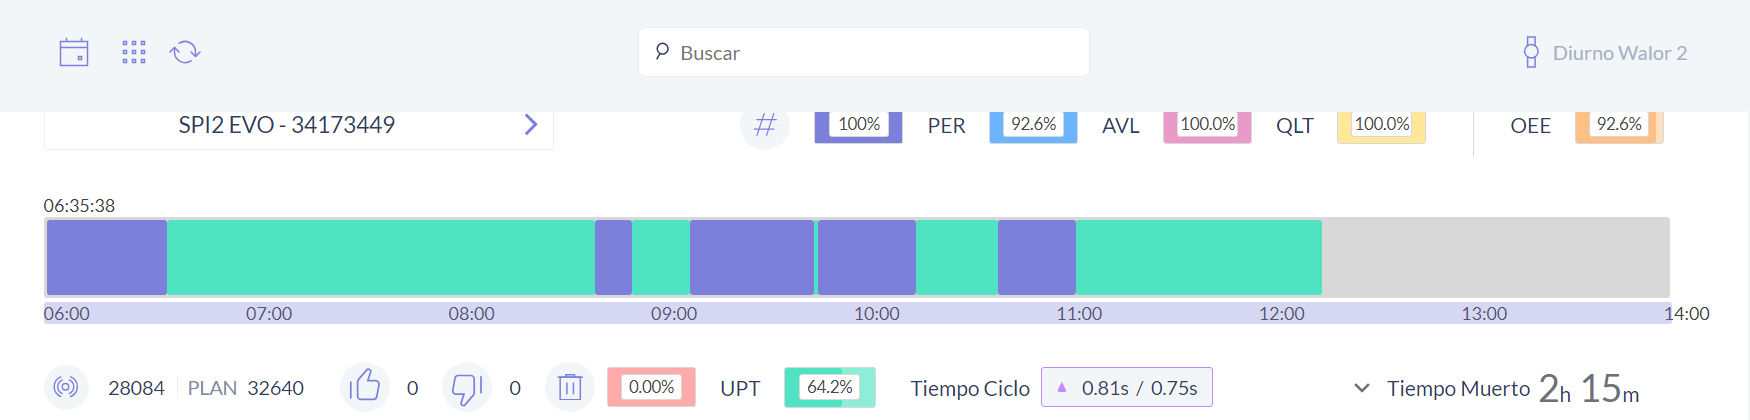 Buscar
Diurno Walor 2
SPI2 EVO - 34173449
# 100% PER 92.6% AVL 100.0% QLT 100.0% OEE 92.6%
06:35:38
06:00 07:00 08:00 09:00 10:00 11:00 12:00 13:00 14:00
28084 PLAN 32640 0 0 0.00% UPT 64.2% Tiempo Ciclo 0.81s / 0.75s Tiempo Muerto 2h 15m